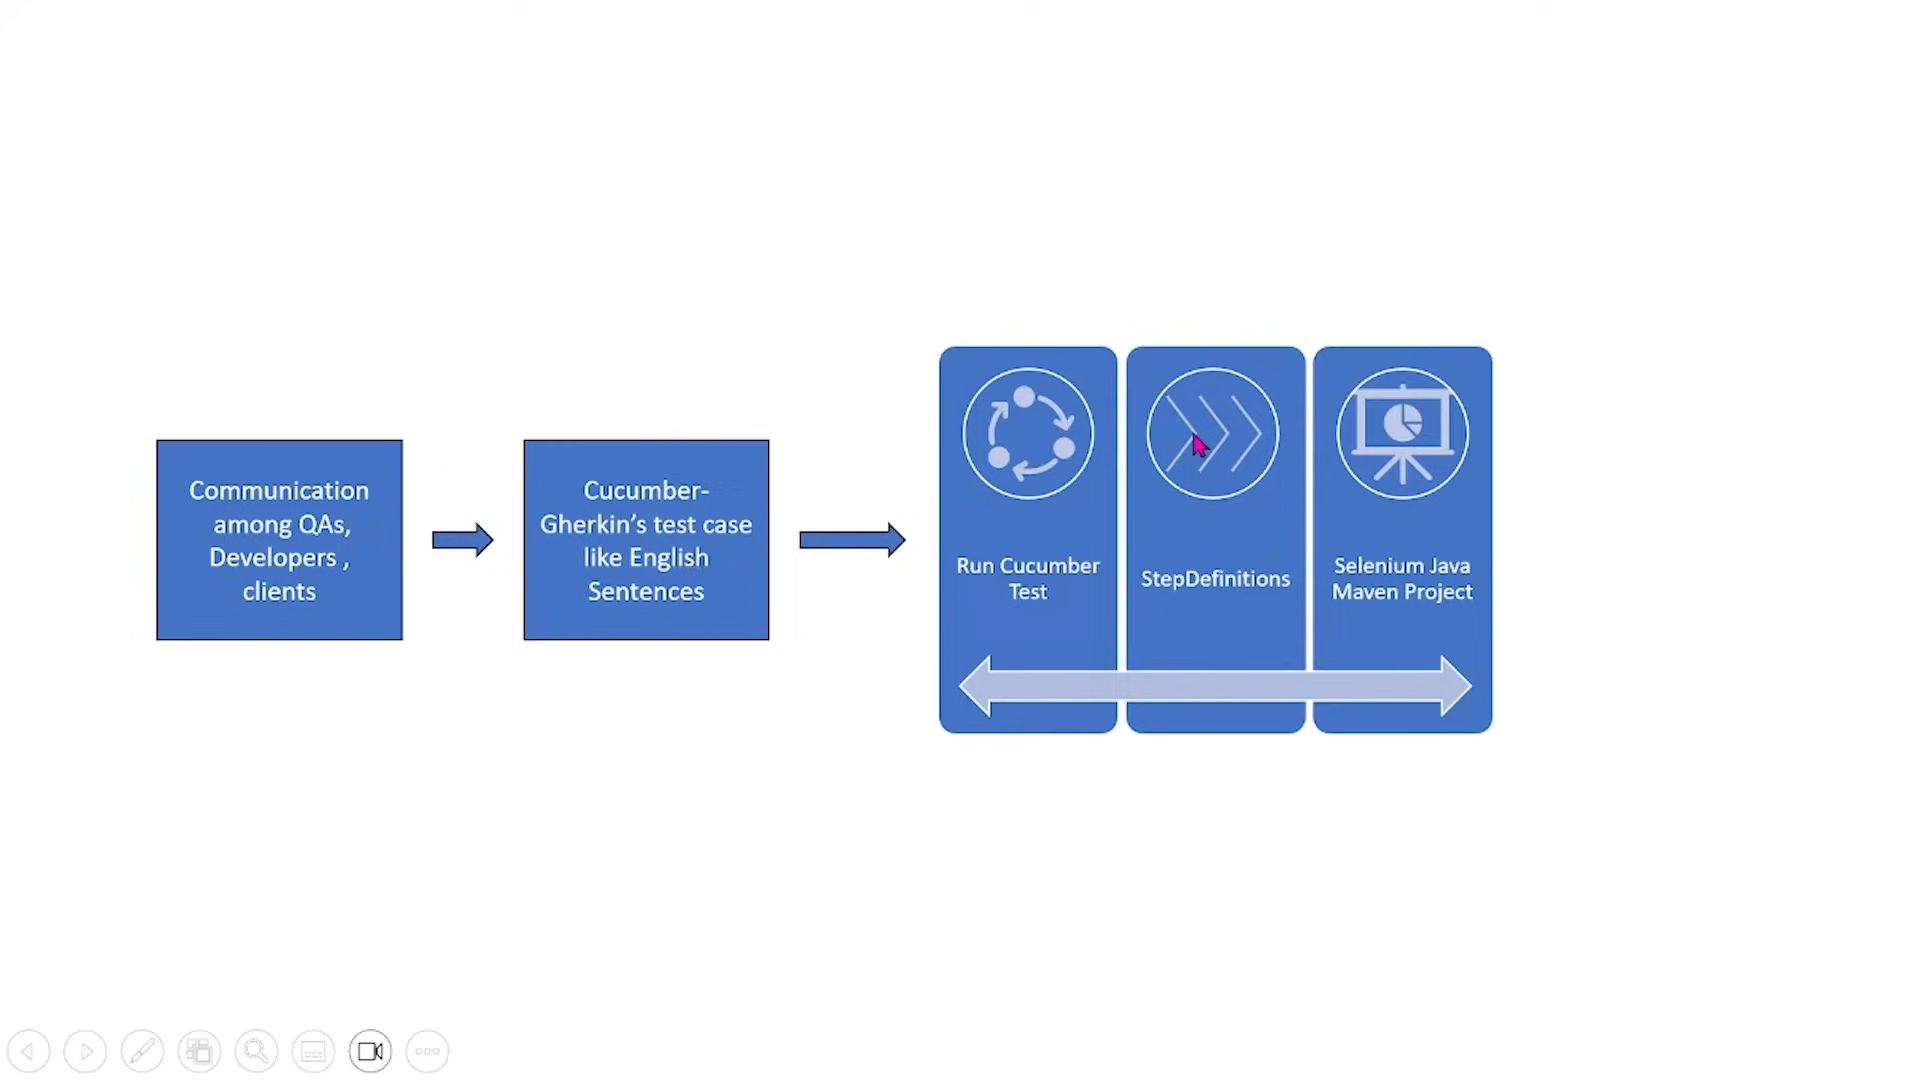 Communication
among QAs,
Developers ,
clients
Cucumber-
Gherkin’s test case
like English
Sentences
Run Cucumber
Test
StepDefinitions
Selenium Java
Maven Project